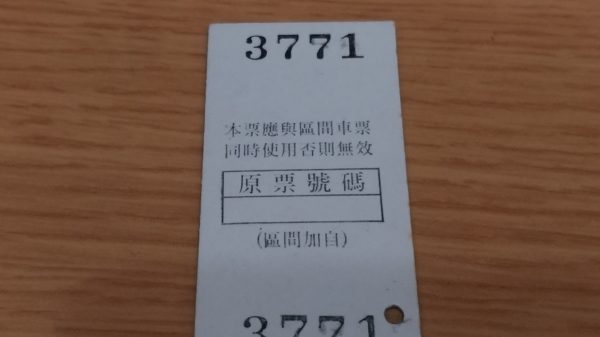 3771
本票應與區間車票
同時使用否則無效
原票號碼
(區間加自)
3771